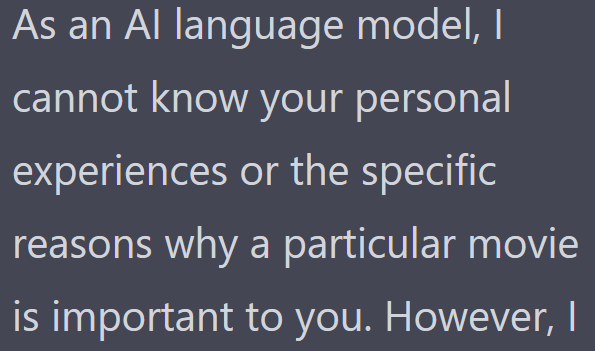 As an AI language model, I
cannot know your personal
experiences or the specific
reasons why a particular movie
is important to you. However, I